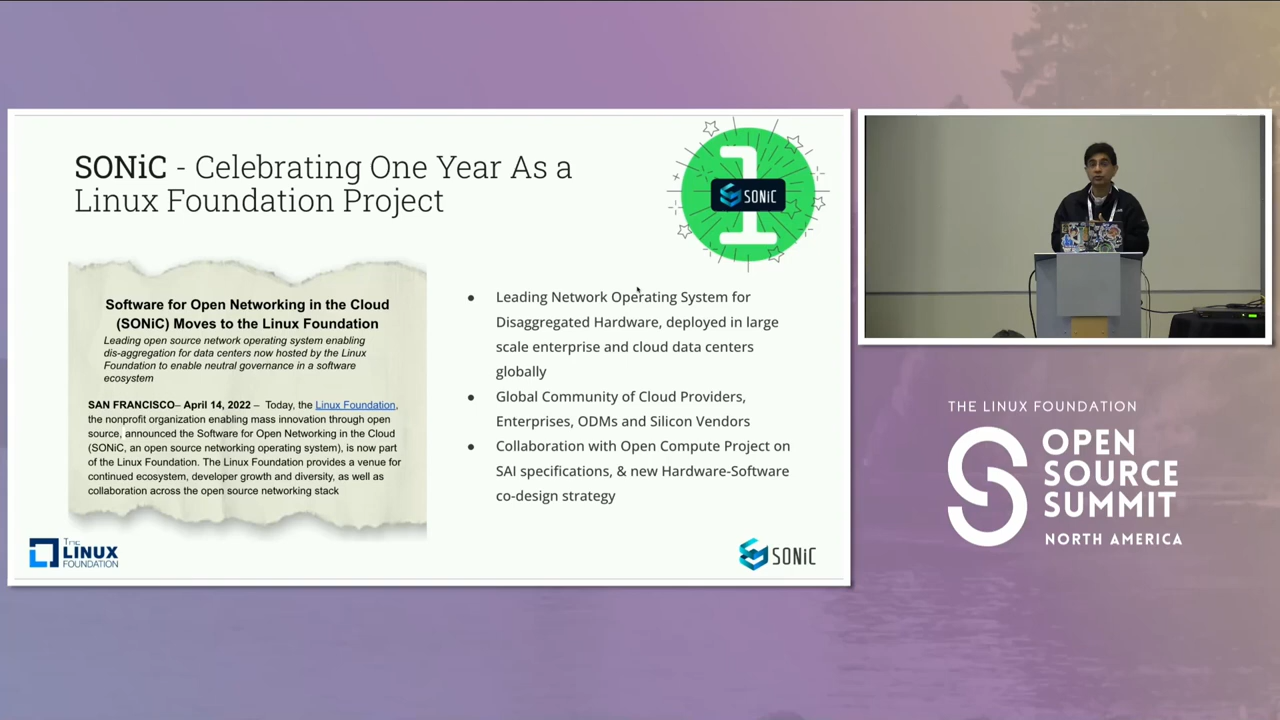 SONiC - Celebrating One Year As a
Linux Foundation Project
1
SONiC
Software for Open Networking in the Cloud
(SONiC) Moves to the Linux Foundation
Leading open source network operating system enabling
dis-aggregation for data centers now hosted by the Linux
Foundation to enable neutral governance in a software
ecosystem
SAN FRANCISCO– April 14, 2022 – Today, the Linux Foundation,
the nonprofit organization enabling mass innovation through open
source, announced the Software for Open Networking in the Cloud
(SONiC, an open source networking operating system), is now part
of the Linux Foundation. The Linux Foundation provides a venue for
continued ecosystem, developer growth and diversity, as well as
collaboration across the open source networking stack
● Leading Network Operating System for
Disaggregated Hardware, deployed in large
scale enterprise and cloud data centers
globally
● Global Community of Cloud Providers,
Enterprises, ODMs and Silicon Vendors
● Collaboration with Open Compute Project on
SAI specifications, & new Hardware-Software
co-design strategy
THE
LINUX
FOUNDATION
SONiC
THE LINUX FOUNDATION
OPEN
SOURCE
SUMMIT
NORTH AMERICA